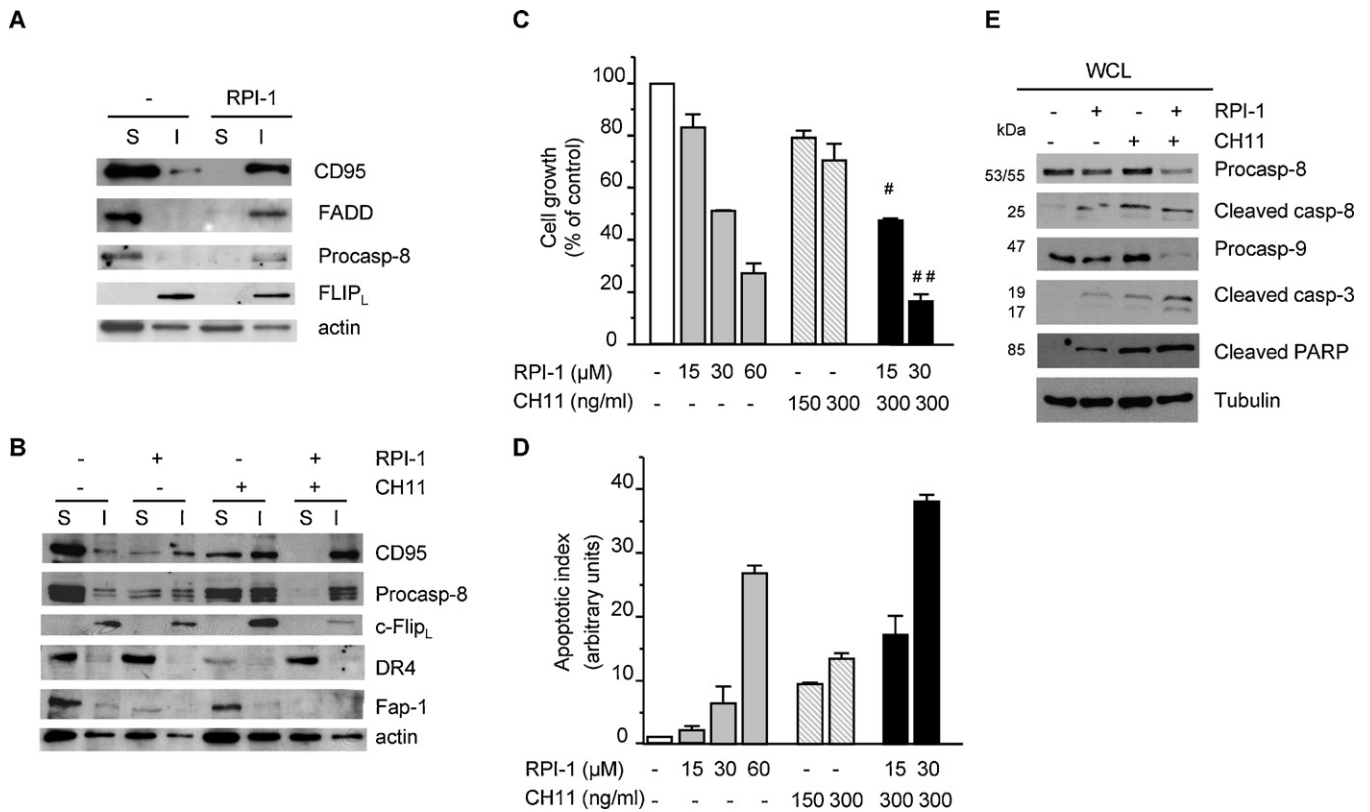 A
- RPI-1
S I S I
CD95
FADD
Procasp-8
FLIPL
actin
B
- + - + RPI-1
- - + + CH11
S I S I S I S I
CD95
Procasp-8
c-FlipL
DR4
Fap-1
actin
C
Cell growth
(% of control)
100
80
60
40
20
0
#
# #
RPI-1 (µM) - 15 30 60 - - 15 30
CH11 (ng/ml) - - - - 150 300 300 300
D
Apoptotic index
(arbitrary units)
40
30
20
10
0
RPI-1 (µM) - 15 30 60 - - 15 30
CH11 (ng/ml) - - - - 150 300 300 300
E
WCL
- + - + RPI-1
kDa - - + + CH11
53/55 Procasp-8
25 Cleaved casp-8
47 Procasp-9
19 Cleaved casp-3
17
85 Cleaved PARP
Tubulin